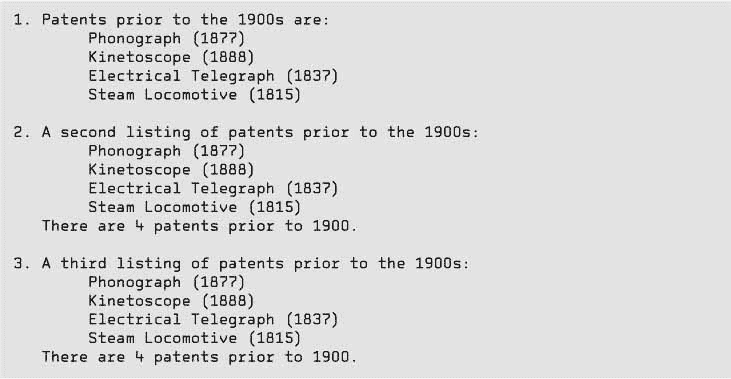 1. Patents prior to the 1900s are:
Phonograph (1877)
Kinetoscope (1888)
Electrical Telegraph (1837)
Steam Locomotive (1815)
2. A second listing of patents prior to the 1900s:
Phonograph (1877)
Kinetoscope (1888)
Electrical Telegraph (1837)
Steam Locomotive (1815)
There are 4 patents prior to 1900.
3. A third listing of patents prior to the 1900s:
Phonograph (1877)
Kinetoscope (1888)
Electrical Telegraph (1837)
Steam Locomotive (1815)
There are 4 patents prior to 1900.